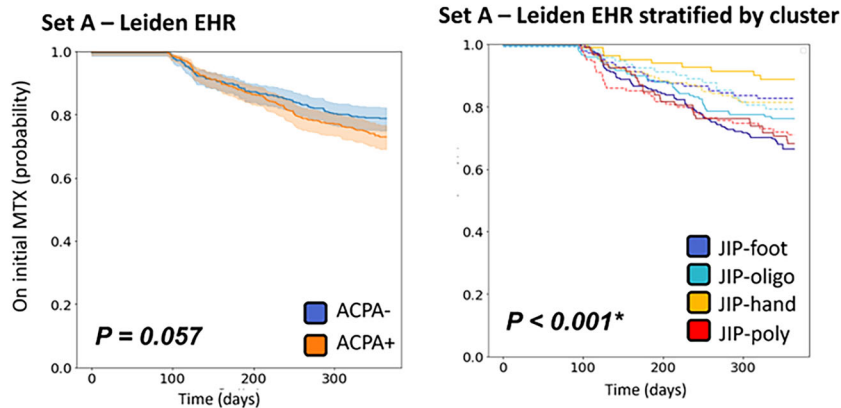 Set A – Leiden EHR
On initial MTX (probability)
1.0
0.8
0.6
0.4
0.2
0.0
0
100
200
300
Time (days)
P = 0.057
ACPA-
ACPA+
Set A – Leiden EHR stratified by cluster
1.0
0.8
0.6
0.4
0.2
0.0
0
100
200
300
Time (days)
P < 0.001*
JIP-foot
JIP-oligo
JIP-hand
JIP-poly